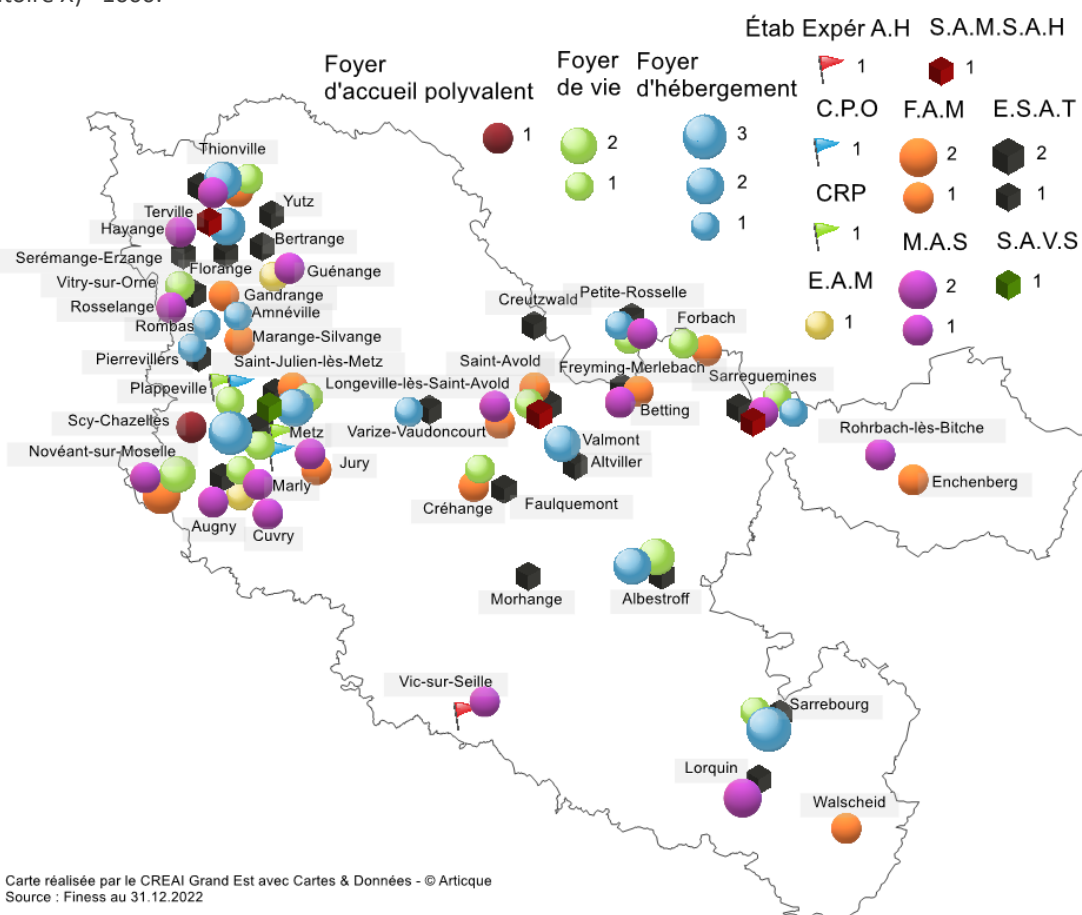 Étab Expér A.H S.A.M.S.A.H
1 1
Foyer
d'accueil polyvalent
1
Foyer
de vie
2
1
Foyer
d'hébergement
3
2
1
C.P.O F.A.M E.S.A.T
1 2 2
CRP 1 1
1 M.A.S S.A.V.S
E.A.M 2 1
1 1
Thionville
Yutz
Terville
Hayange
Bertrange
Serémange-Erzange
Florange
Guénange
Vitry-sur-Orne
Gandrange
Rosselange
Amnéville
Rombas
Marange-Silvange
Pierrevillers
Saint-Julien-lès-Metz
Plappeville
Scy-Chazelles
Metz
Novéant-sur-Moselle
Jury
Marly
Augny
Cuvry
Creutzwald
Petite-Rosselle
Forbach
Saint-Avold
Freyming-Merlebach
Longeville-lès-Saint-Avold
Sarreguemines
Betting
Varize-Vaudoncourt
Valmont
Altviller
Rohrbach-lès-Bitche
Enchenberg
Créhange
Faulquemont
Morhange
Albestroff
Vic-sur-Seille
Sarrebourg
Lorquin
Walscheid
Carte réalisée par le CREAI Grand Est avec Cartes & Données - © Articque
Source : Finess au 31.12.2022